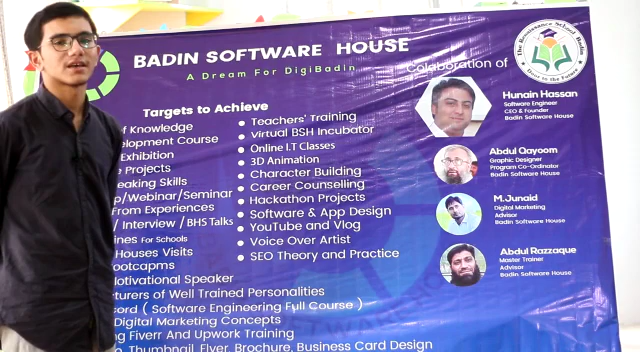 BADIN SOFTWARE HOUSE
A Dream For DigiBadin
Colaboration of
The Renaissance School Badin
Door to the Future
Targets to Achieve
of Knowledge
elopment Course
Exhibition
e Projects
eaking Skills
p/Webinar/Seminar
From Experiences
/ Interview / BHS Talks
ines For Schools
Houses Visits
ootcapms
Motivational Speaker
cturers of Well Trained Personalities
cord ( Software Engineering Full Course )
Digital Marketing Concepts
ng Fiverr And Upwork Training
Thumbnail, Flyer, Brochure, Business Card Design
• Teachers' Training
• Virtual BSH Incubator
• Online I.T Classes
• 3D Animation
• Character Building
• Career Counselling
• Hackathon Projects
• Software & App Design
• YouTube and Vlog
• Voice Over Artist
• SEO Theory and Practice
Hunain Hassan
Software Engineer
CEO & Founder
Badin Software House
Abdul Qayoom
Graphic Designer
Program Co-Ordinator
Badin Software House
M.Junaid
Digital Marketing
Advisor
Badin Software House
Abdul Razzaque
Master Trainer
Advisor
Badin Software House